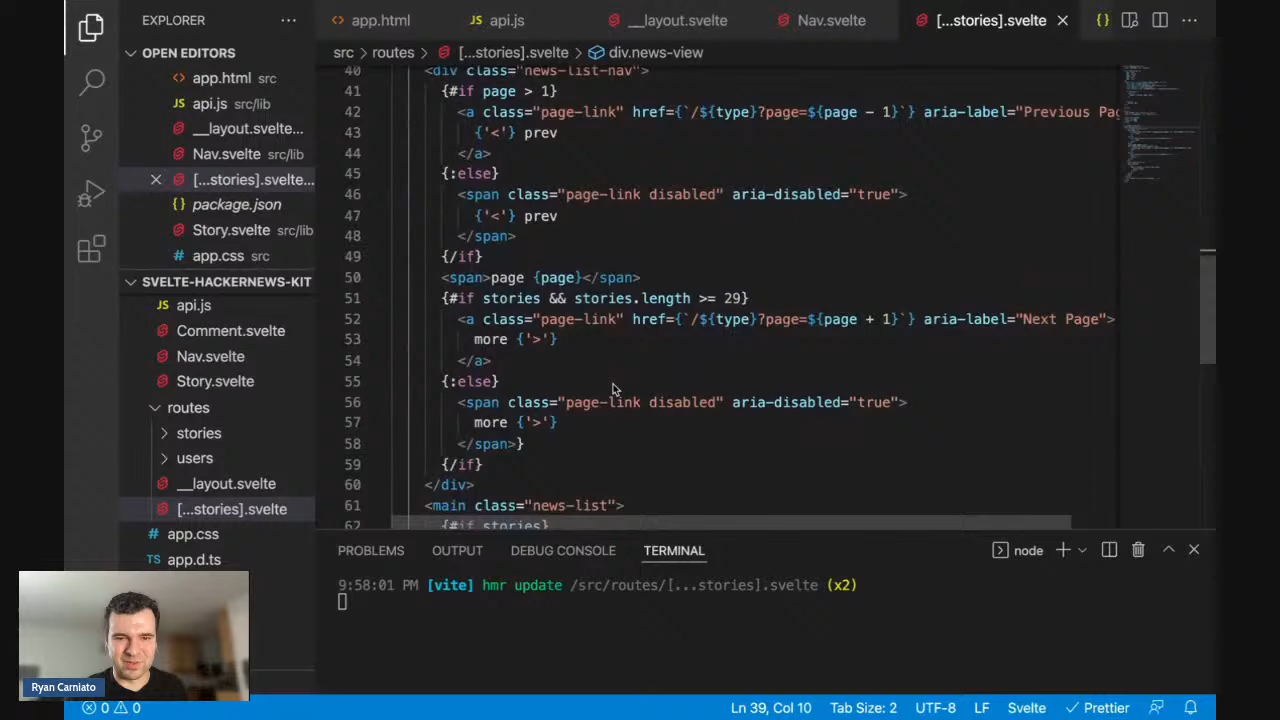 EXPLORER
app.html
api.js
__layout.svelte
Nav.svelte
[...stories].svelte
OPEN EDITORS
src
routes
[...stories].svelte
div.news-view
app.html src
api.js src/lib
__layout.svelte...
Nav.svelte src/lib
[...stories].svelte...
package.json
Story.svelte src/lib
app.css src
SVELTE-HACKERNEWS-KIT
api.js
Comment.svelte
Nav.svelte
Story.svelte
routes
stories
users
__layout.svelte
[...stories].svelte
app.css
app.d.ts
40 <div class="news-list-nav">
41 {#if page > 1}
42 <a class="page-link" href={`/${type}?page=${page - 1}`} aria-label="Previous Pag
43 {'<'} prev
44 </a>
45 {:else}
46 <span class="page-link disabled" aria-disabled="true">
47 {'<'} prev
48 </span>
49 {/if}
50 <span>page {page}</span>
51 {#if stories && stories.length >= 29}
52 <a class="page-link" href={`/${type}?page=${page + 1}`} aria-label="Next Page">
53 more {'>'}
54 </a>
55 {:else}
56 <span class="page-link disabled" aria-disabled="true">
57 more {'>'}
58 </span>}
59 {/if}
60 </div>
61 <main class="news-list">
62 {#if stories}
PROBLEMS OUTPUT DEBUG CONSOLE TERMINAL
node
9:58:01 PM [vite] hmr update /src/routes/[...stories].svelte (x2)
Ryan Carniato
0 0
Ln 39, Col 10 Tab Size: 2 UTF-8 LF Svelte Prettier